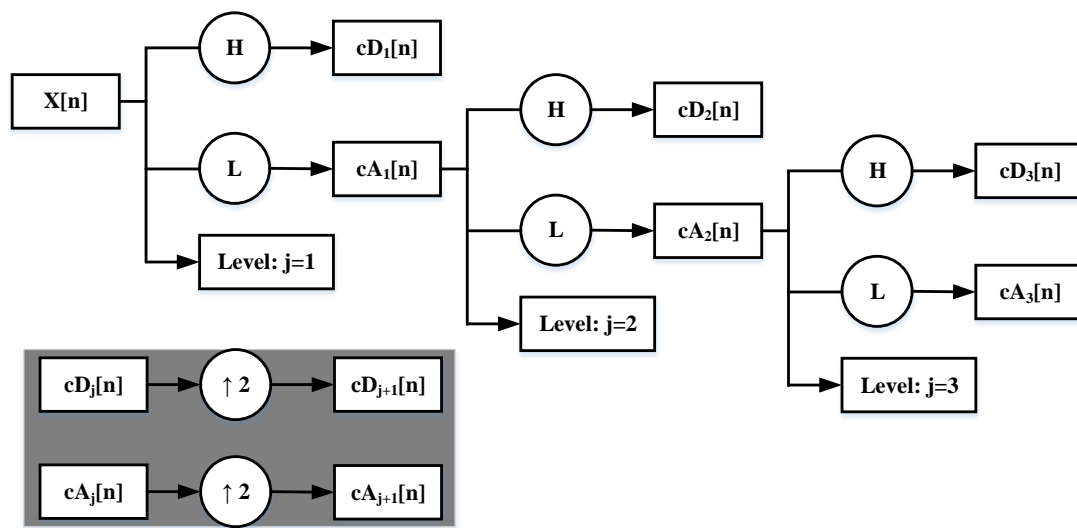 X[n]
H
cD₁[n]
L
cA₁[n]
Level: j=1
H
cD₂[n]
L
cA₂[n]
Level: j=2
H
cD₃[n]
L
cA₃[n]
Level: j=3
cDⱼ[n]
↑ 2
cDⱼ₊₁[n]
cAⱼ[n]
↑ 2
cAⱼ₊₁[n]